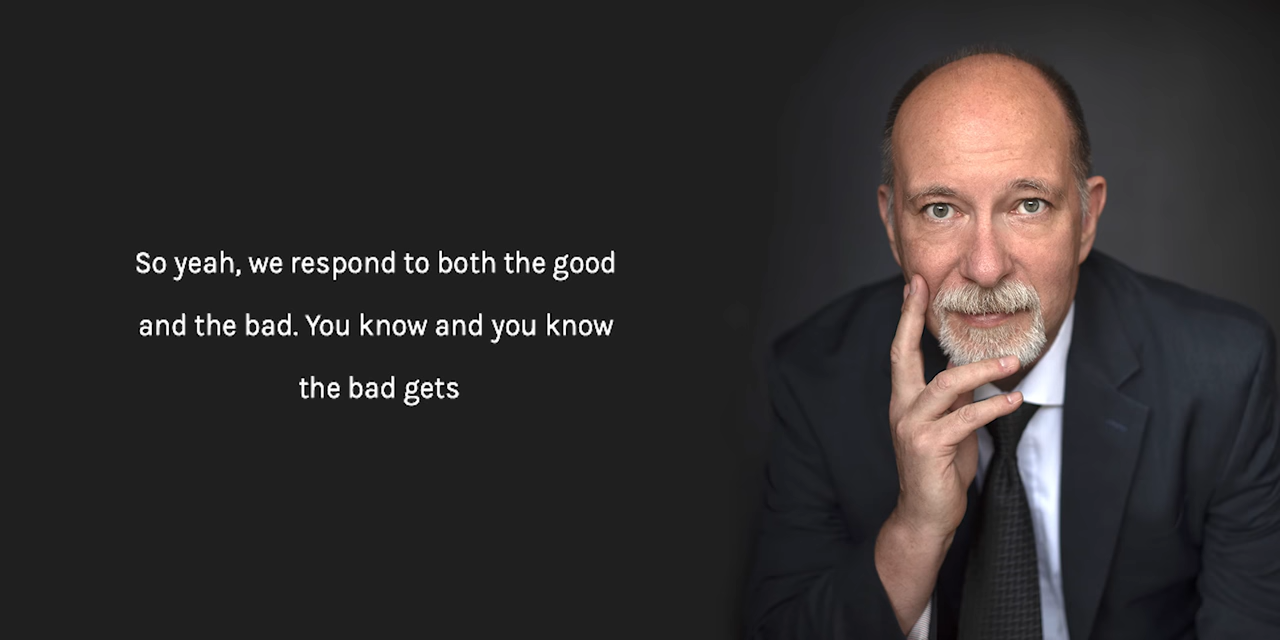 So yeah, we respond to both the good
and the bad. You know and you know
the bad gets